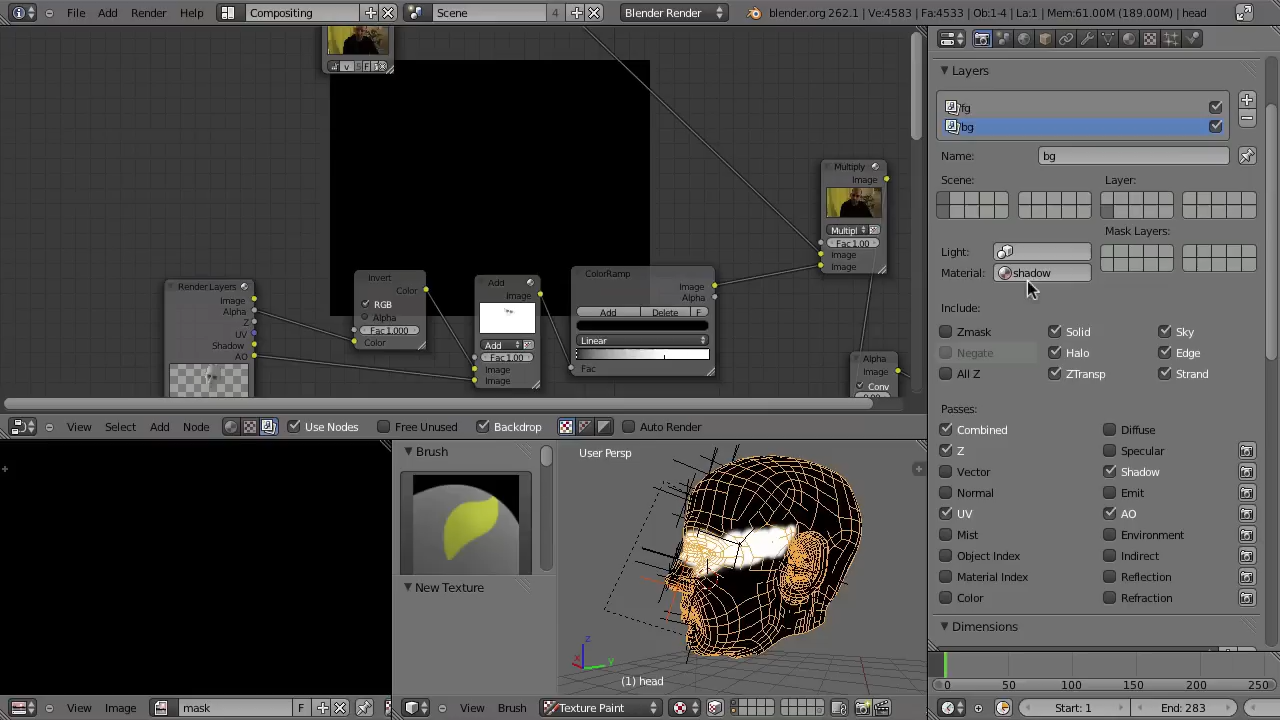 File Add Render Help Compositing Scene 4 Blender Render blender.org 262.1 | Ve:4583 | Fa:4533 | Ob:1-4 | La:1 | Mem:61.00M (189.00M) | head
v S F
Layers
fg
bg
Name: bg
Scene: Layer:
Mask Layers:
Light:
Material: shadow
Include:
Zmask Solid Sky
Negate Halo Edge
All Z ZTransp Strand
Passes:
Combined Diffuse
Z Specular
Vector Shadow
Normal Emit
UV AO
Mist Environment
Object Index Indirect
Material Index Reflection
Color Refraction
Dimensions
Multiply
Image
Multipl
Fac 1.00
Image
Image
RenderLayers
Image
Alpha
Z
UV
Shadow
AO
Invert
Color
RGB
Alpha
Fac 1.000
Color
Add
Image
Add
Fac 1.00
Image
Image
ColorRamp
Image
Alpha
Add Delete F
Linear
Fac
Alpha
Conv
View Select Add Node Use Nodes Free Unused Backdrop Auto Render
Brush
New Texture
User Persp
z
y
x
(1) head
View Image mask F
View Brush Texture Paint
0 50 100 150 200 250
Start: 1 End: 283